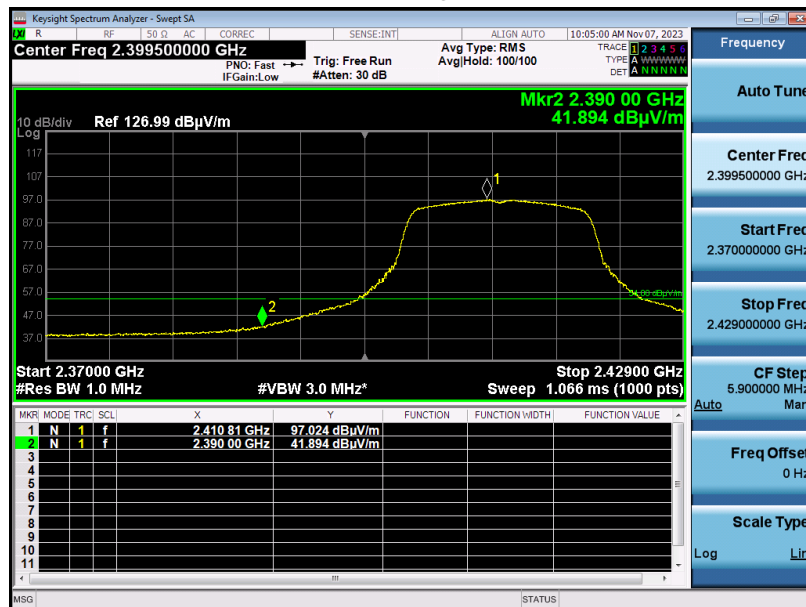 Keysight Spectrum Analyzer - Swept SA
LXI R RF 50 Ω AC CORREC SENSE:INT ALIGN AUTO 10:05:00 AM Nov 07, 2023
Center Freq 2.399500000 GHz
PNO: Fast
IFGain:Low
Trig: Free Run
#Atten: 30 dB
Avg Type: RMS
Avg|Hold: 100/100
TRACE 1 2 3 4 5 6
TYPE A WWWWW
DET A N N N N N
Mkr2 2.390 00 GHz
41.894 dBµV/m
10 dB/div Ref 126.99 dBµV/m
Log
117
107
97.0
87.0
77.0
67.0
57.0
47.0
37.0
1
2
54.00 dBµV/m
Start 2.37000 GHz Stop 2.42900 GHz
#Res BW 1.0 MHz #VBW 3.0 MHz* Sweep 1.066 ms (1000 pts)
MKR MODE TRC SCL X Y FUNCTION FUNCTION WIDTH FUNCTION VALUE
1 N 1 f 2.410 81 GHz 97.024 dBµV/m
2 N 1 f 2.390 00 GHz 41.894 dBµV/m
3
4
5
6
7
8
9
10
11
MSG STATUS
Frequency
Auto Tune
Center Freq
2.399500000 GHz
Start Freq
2.370000000 GHz
Stop Freq
2.429000000 GHz
CF Step
5.900000 MHz
Auto Man
Freq Offset
0 Hz
Scale Type
Log Lin